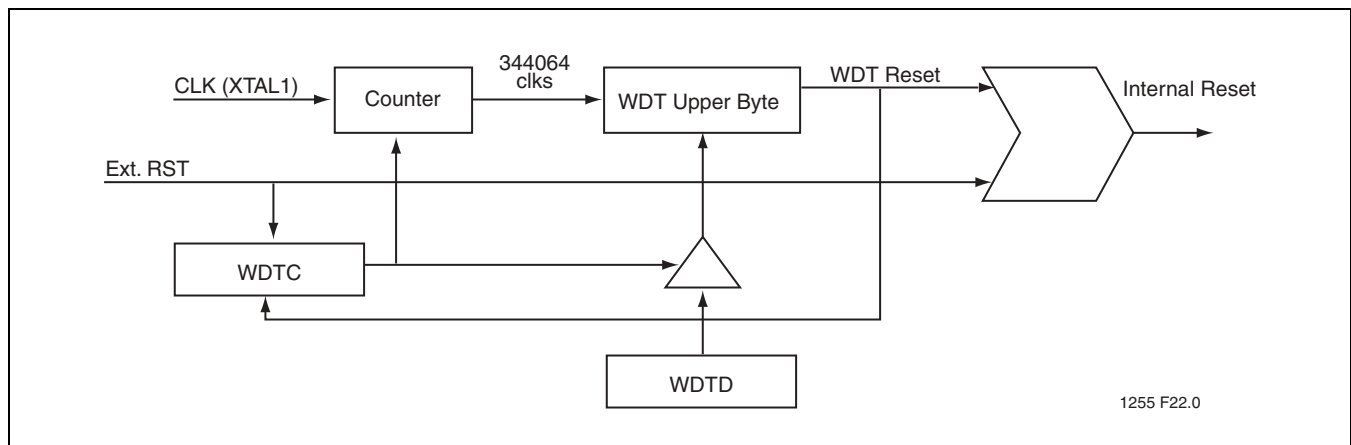 344064
clks
CLK (XTAL1)
Counter
WDT Upper Byte
WDT Reset
Internal Reset
Ext. RST
WDTC
WDTD
1255 F22.0